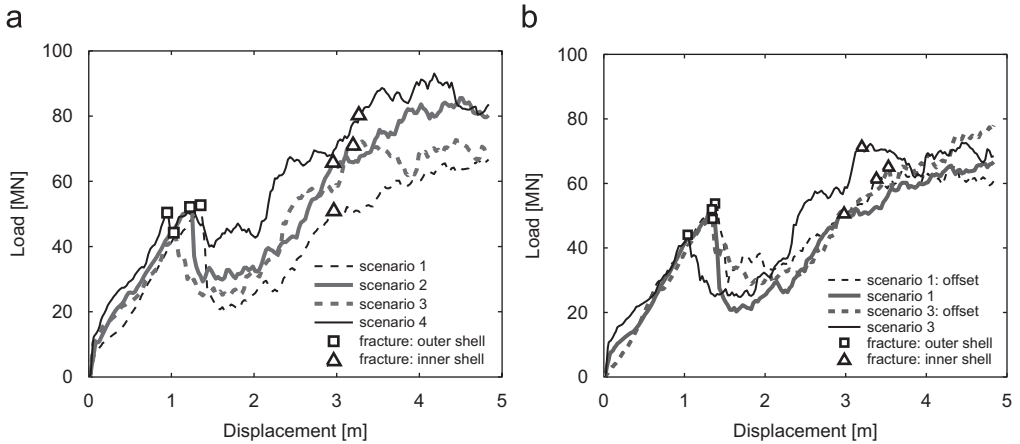 a
100
80
60
40
20
0
Load [MN]
0 1 2 3 4 5
Displacement [m]
scenario 1
scenario 2
scenario 3
scenario 4
fracture: outer shell
fracture: inner shell
b
100
80
60
40
20
0
Load [MN]
0 1 2 3 4 5
Displacement [m]
scenario 1: offset
scenario 1
scenario 3: offset
scenario 3
fracture: outer shell
fracture: inner shell